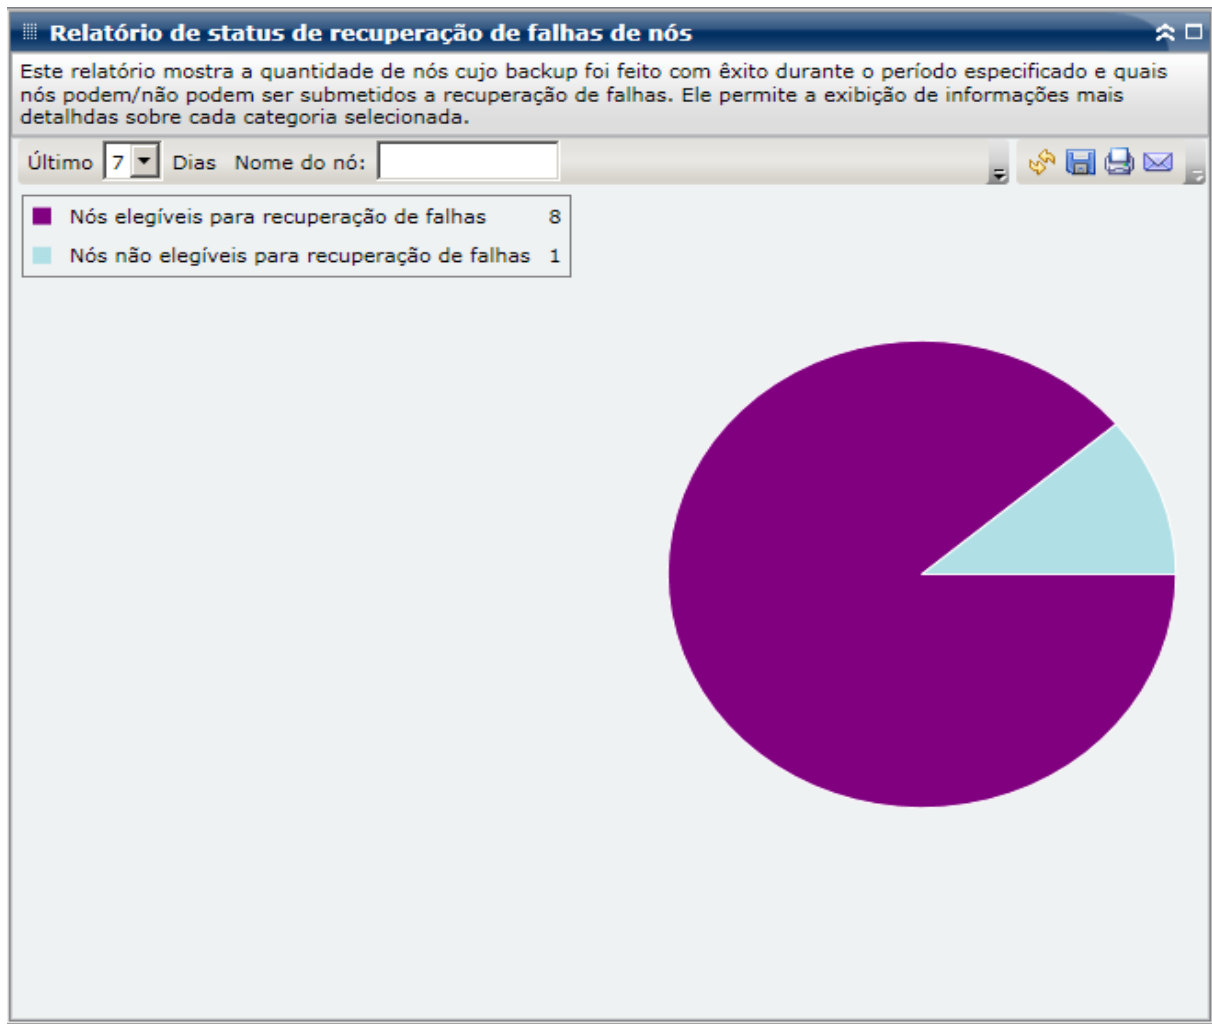 Relatório de status de recuperação de falhas de nós
Este relatório mostra a quantidade de nós cujo backup foi feito com êxito durante o período especificado e quais
nós podem/não podem ser submetidos a recuperação de falhas. Ele permite a exibição de informações mais
detalhdas sobre cada categoria selecionada.
Último 7 Dias Nome do nó:
Nós elegíveis para recuperação de falhas 8
Nós não elegíveis para recuperação de falhas 1